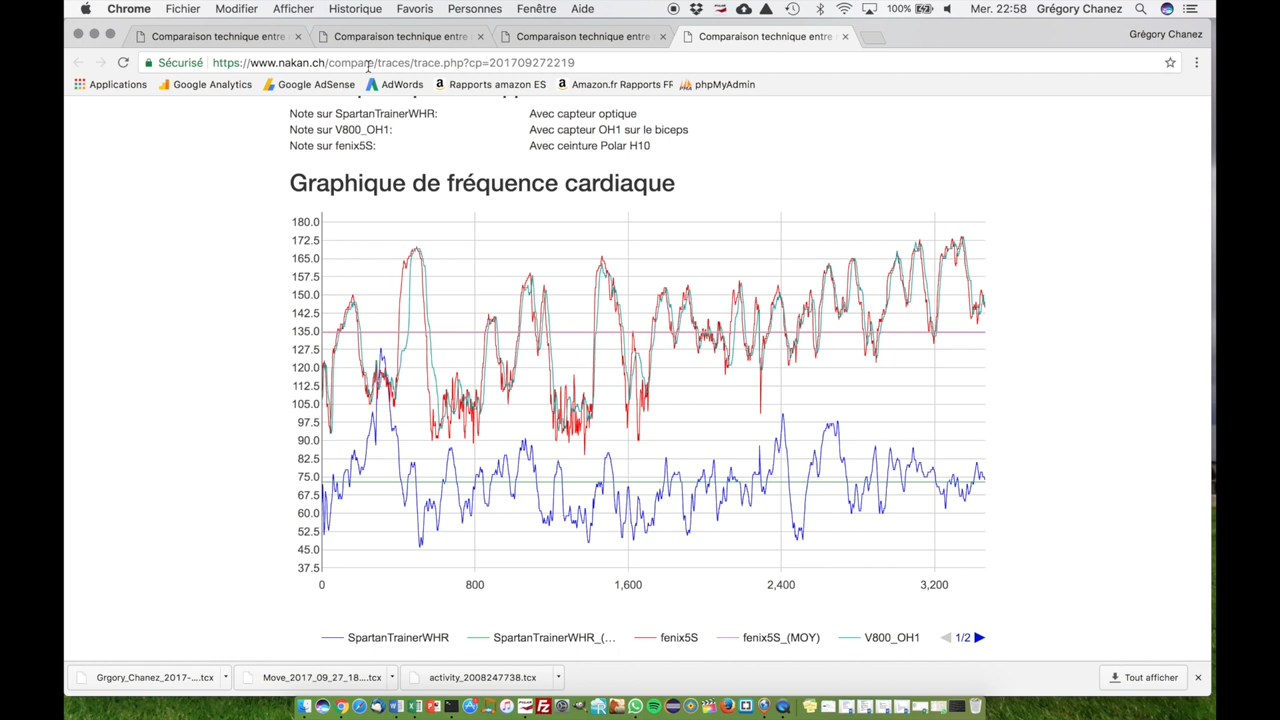 Chrome Fichier Modifier Afficher Historique Favoris Personnes Fenêtre Aide 100% Mer. 22:58 Grégory Chanez
Comparaison technique entre Comparaison technique entre Comparaison technique entre Comparaison technique entre Grégory Chanez
Sécurisé https://www.nakan.ch/compare/traces/trace.php?cp=201709272219
Applications Google Analytics Google AdSense AdWords Rapports amazon ES Amazon.fr Rapports FR phpMyAdmin
Note sur SpartanTrainerWHR: Avec capteur optique
Note sur V800_OH1: Avec capteur OH1 sur le biceps
Note sur fenix5S: Avec ceinture Polar H10
Graphique de fréquence cardiaque
180.0
172.5
165.0
157.5
150.0
142.5
135.0
127.5
120.0
112.5
105.0
97.5
90.0
82.5
75.0
67.5
60.0
52.5
45.0
37.5
0 800 1,600 2,400 3,200
SpartanTrainerWHR SpartanTrainerWHR_(... fenix5S fenix5S_(MOY) V800_OH1 1/2
Grgory_Chanez_2017-....tcx Move_2017_09_27_18....tcx activity_2008247738.tcx Tout afficher